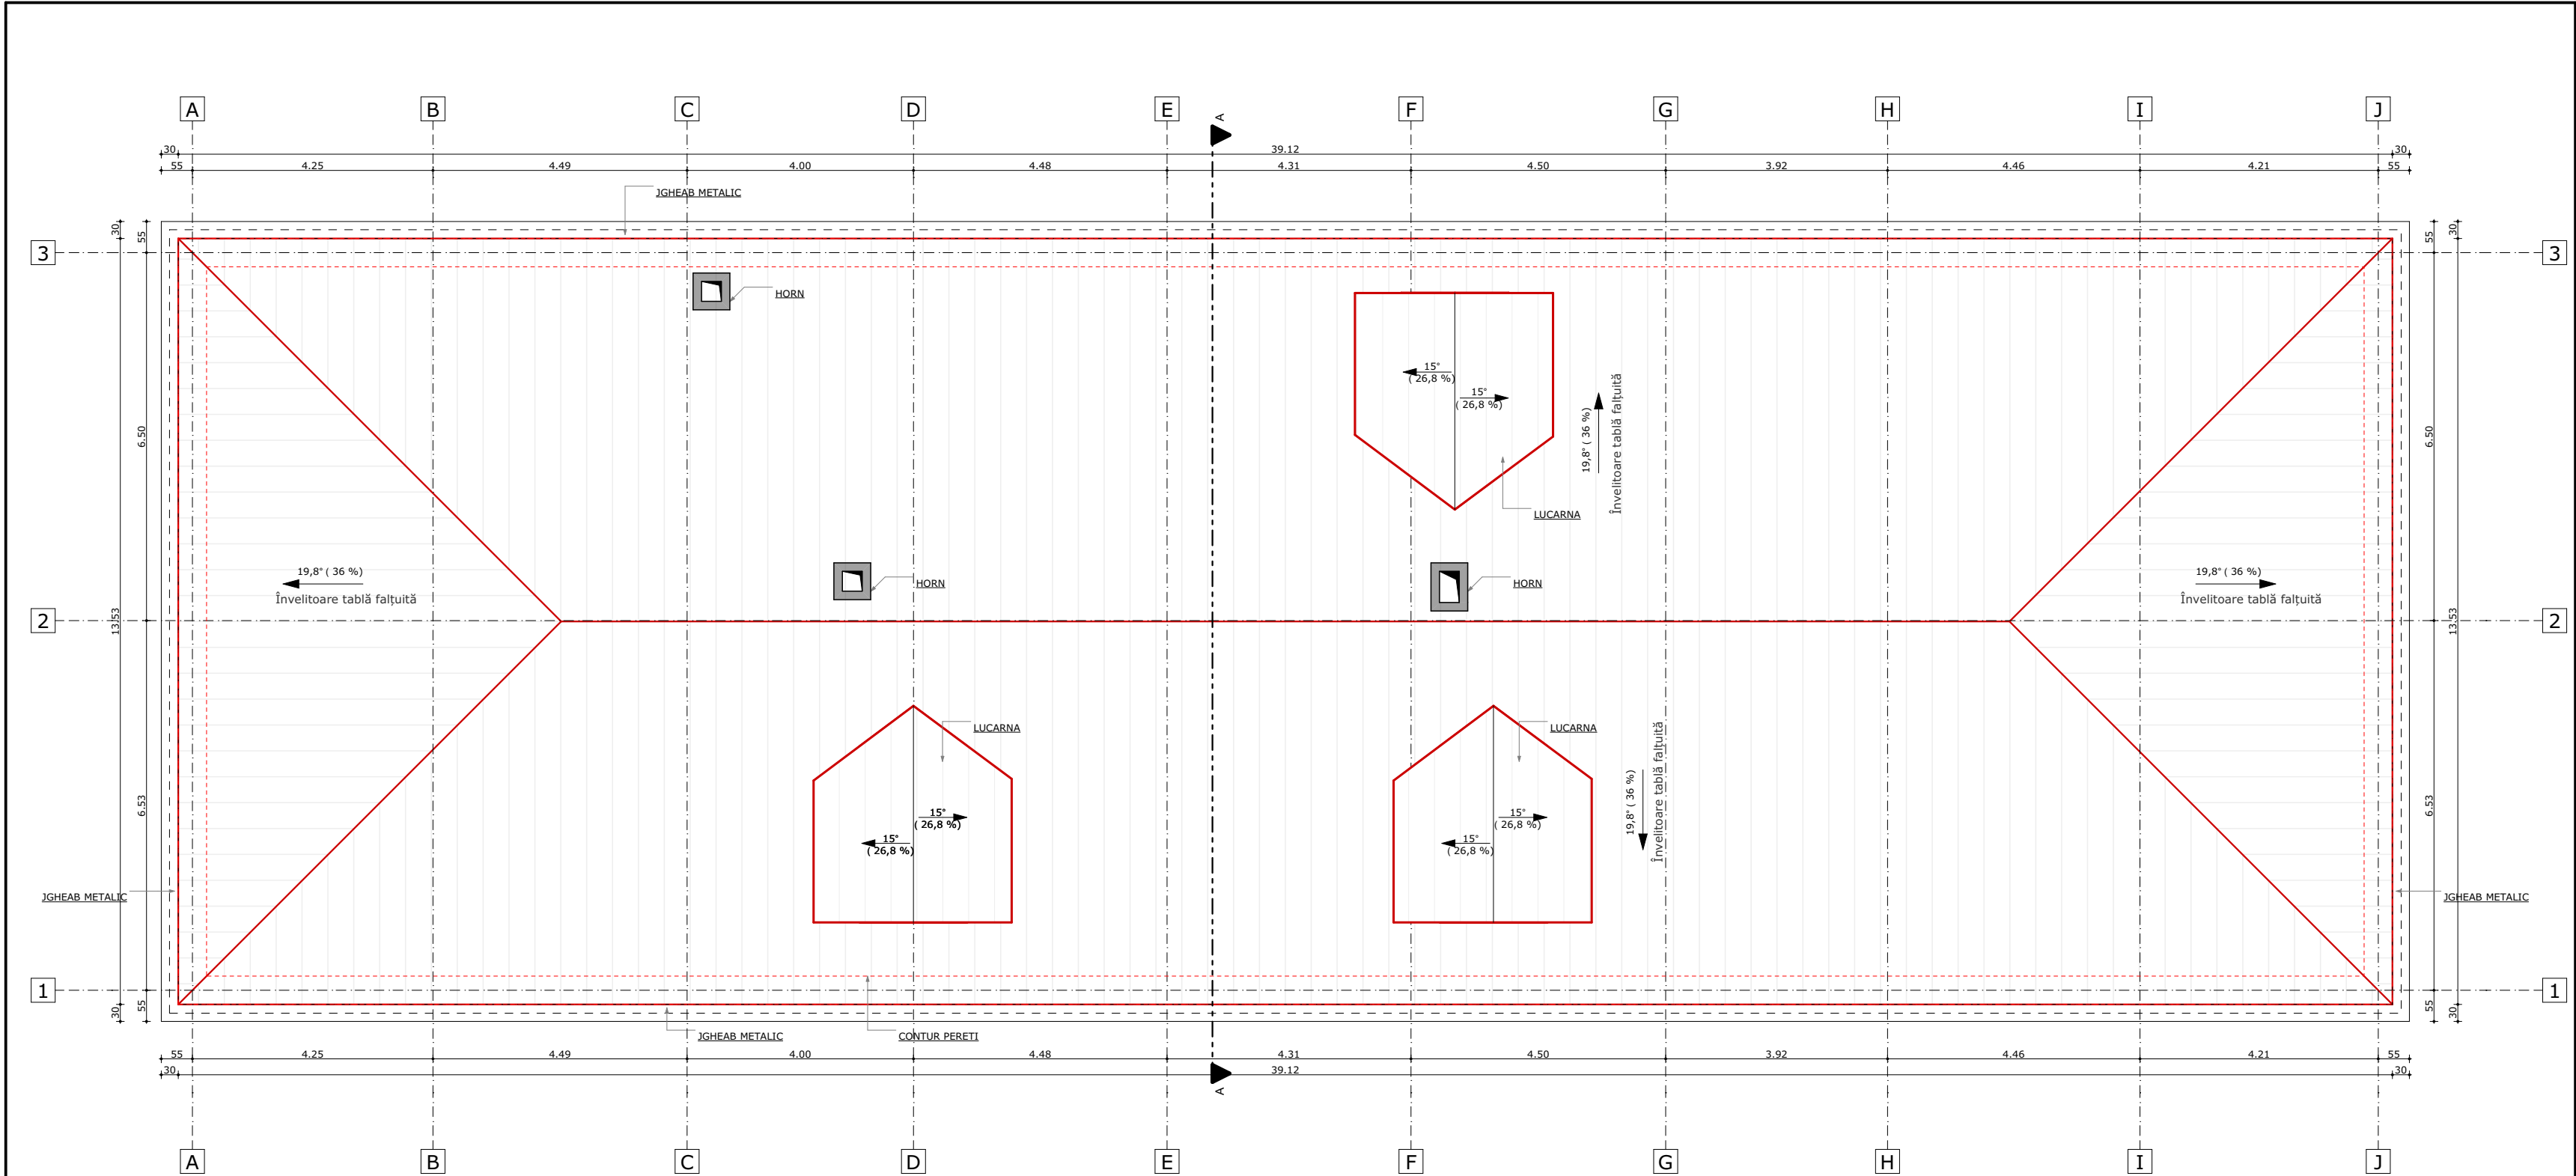 A B C D E F G H I J
A
30 39.12 30
55 4.25 4.49 4.00 4.48 4.31 4.50 3.92 4.46 4.21 55
JGHEAB METALIC
30 55 55 30
3 3
HORN
15°
( 26,8 %)
15°
( 26,8 %)
19,8° ( 36 %)
Învelitoare tablă falțuită
6.50 6.50
LUCARNA
19,8° ( 36 %)
Învelitoare tablă falțuită
HORN
HORN
19,8° ( 36 %)
Învelitoare tablă falțuită
2 2
13.53 13.53
LUCARNA
LUCARNA
19,8° ( 36 %)
Învelitoare tablă falțuită
6.53 6.53
15°
( 26,8 %)
15°
( 26,8 %)
15°
( 26,8 %)
15°
( 26,8 %)
JGHEAB METALIC
JGHEAB METALIC
1 1
30 55 55 30
JGHEAB METALIC
CONTUR PERETI
55 4.25 4.49 4.00 4.48 4.31 4.50 3.92 4.46 4.21 55
30 39.12 30
A
A B C D E F G H I J